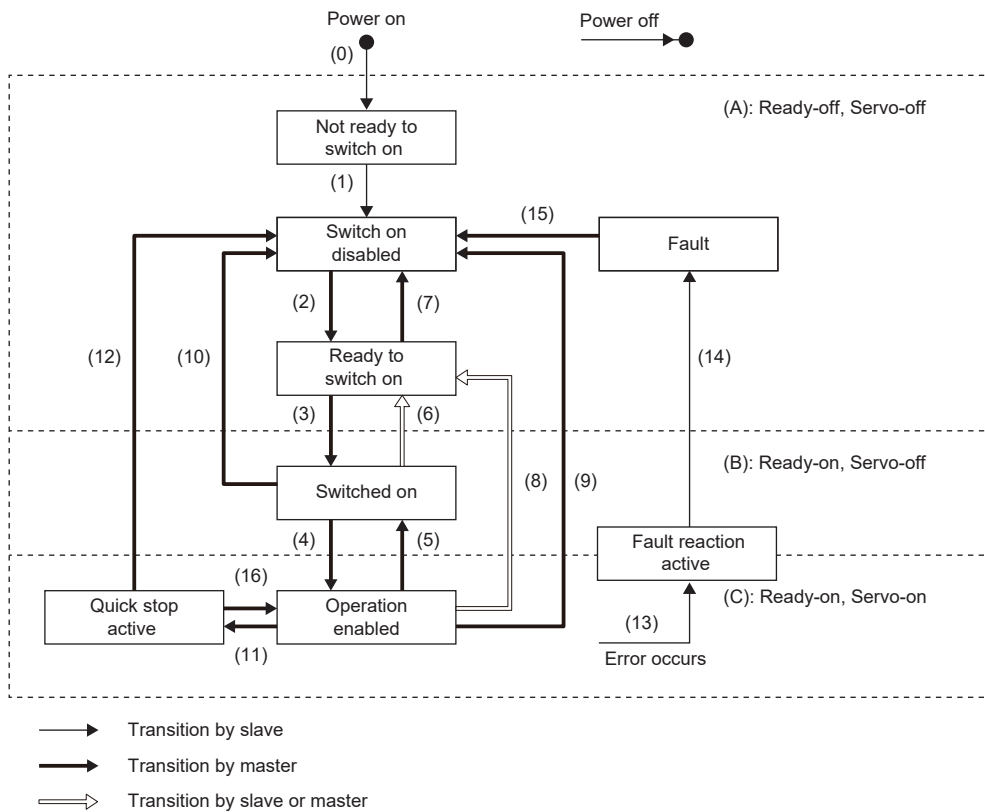 Power on
Power off
(0)
(A): Ready-off, Servo-off
Not ready to
switch on
(1)
(15)
Switch on
disabled
Fault
(2)
(7)
(12)
(10)
Ready to
switch on
(14)
(3)
(6)
(B): Ready-on, Servo-off
(8)
(9)
Switched on
(4)
(5)
Fault reaction
active
(16)
(C): Ready-on, Servo-on
Quick stop
active
Operation
enabled
(13)
(11)
Error occurs
Transition by slave
Transition by master
Transition by slave or master